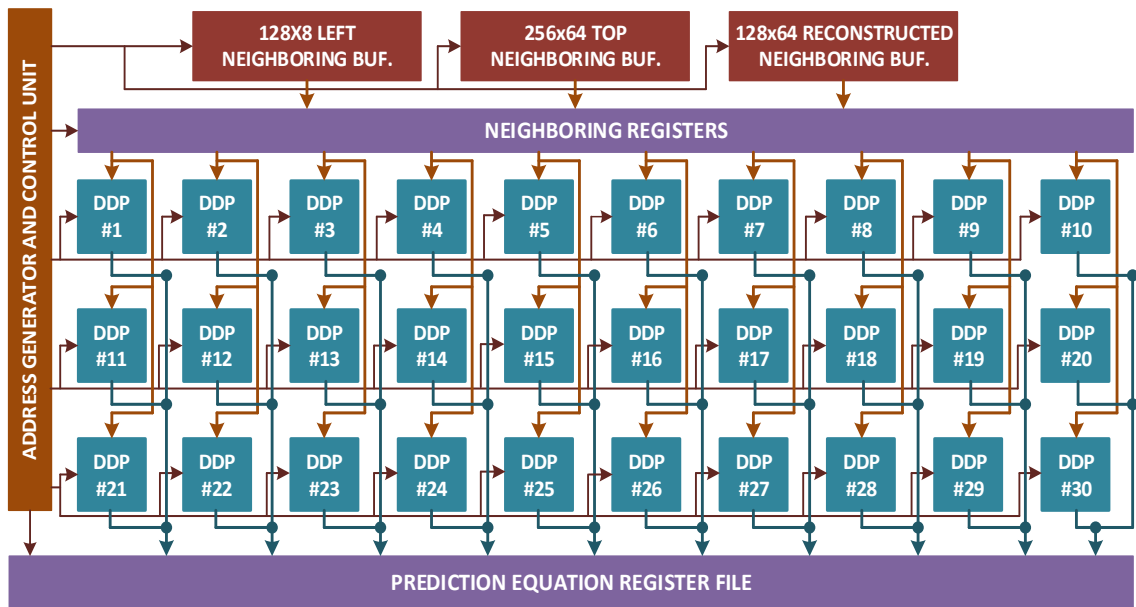 ADDRESS GENERATOR AND CONTROL UNIT
128X8 LEFT
NEIGHBORING BUF.
256x64 TOP
NEIGHBORING BUF.
128x64 RECONSTRUCTED
NEIGHBORING BUF.
NEIGHBORING REGISTERS
DDP
#1
DDP
#2
DDP
#3
DDP
#4
DDP
#5
DDP
#6
DDP
#7
DDP
#8
DDP
#9
DDP
#10
DDP
#11
DDP
#12
DDP
#13
DDP
#14
DDP
#15
DDP
#16
DDP
#17
DDP
#18
DDP
#19
DDP
#20
DDP
#21
DDP
#22
DDP
#23
DDP
#24
DDP
#25
DDP
#26
DDP
#27
DDP
#28
DDP
#29
DDP
#30
PREDICTION EQUATION REGISTER FILE